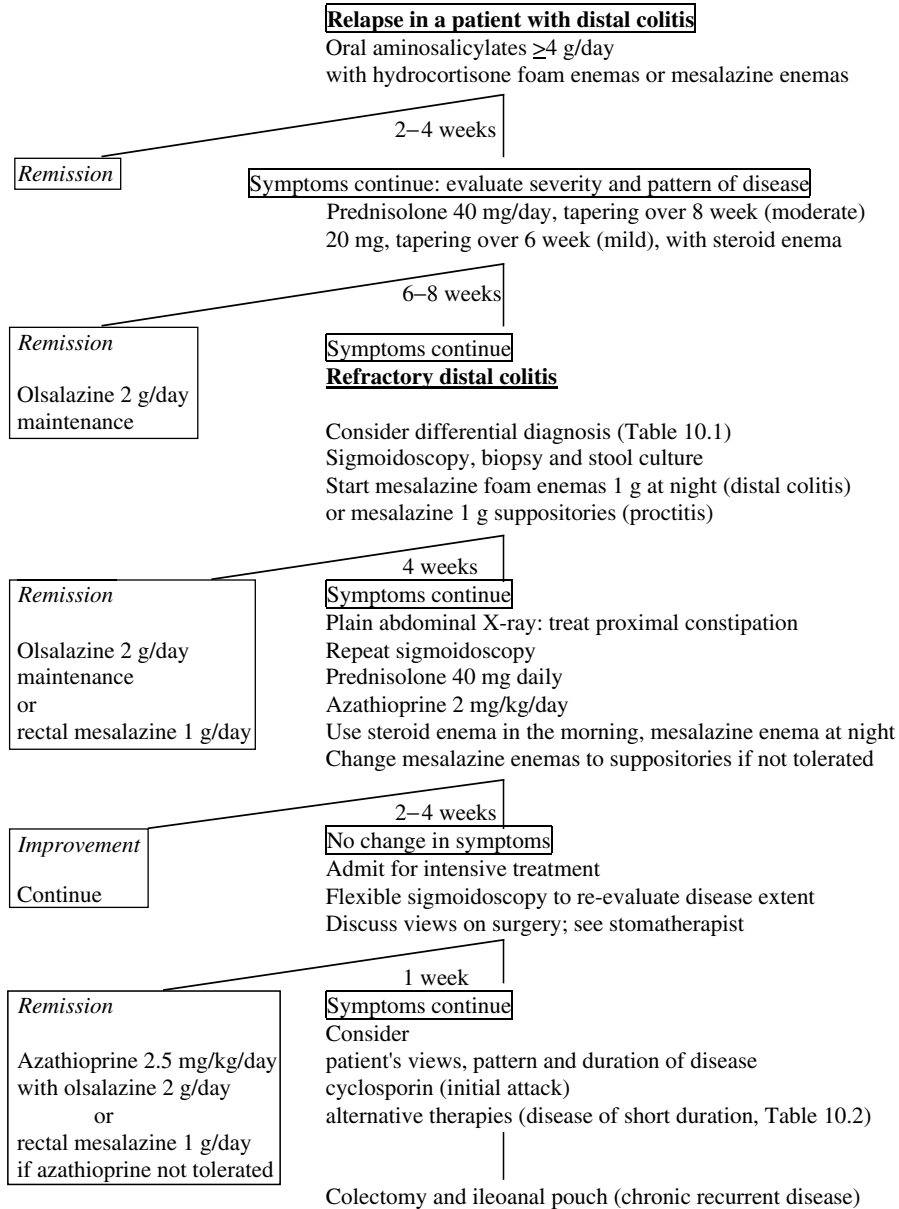 Relapse in a patient with distal colitis
Oral aminosalicylates ≥4 g/day
with hydrocortisone foam enemas or mesalazine enemas
2–4 weeks
Remission
Symptoms continue: evaluate severity and pattern of disease
Prednisolone 40 mg/day, tapering over 8 week (moderate)
20 mg, tapering over 6 week (mild), with steroid enema
6–8 weeks
Remission
Olsalazine 2 g/day
maintenance
Symptoms continue
Refractory distal colitis
Consider differential diagnosis (Table 10.1)
Sigmoidoscopy, biopsy and stool culture
Start mesalazine foam enemas 1 g at night (distal colitis)
or mesalazine 1 g suppositories (proctitis)
4 weeks
Remission
Olsalazine 2 g/day
maintenance
or
rectal mesalazine 1 g/day
Symptoms continue
Plain abdominal X-ray: treat proximal constipation
Repeat sigmoidoscopy
Prednisolone 40 mg daily
Azathioprine 2 mg/kg/day
Use steroid enema in the morning, mesalazine enema at night
Change mesalazine enemas to suppositories if not tolerated
2–4 weeks
Improvement
Continue
No change in symptoms
Admit for intensive treatment
Flexible sigmoidoscopy to re-evaluate disease extent
Discuss views on surgery; see stomatherapist
1 week
Remission
Azathioprine 2.5 mg/kg/day
with olsalazine 2 g/day
or
rectal mesalazine 1 g/day
if azathioprine not tolerated
Symptoms continue
Consider
patient's views, pattern and duration of disease
cyclosporin (initial attack)
alternative therapies (disease of short duration, Table 10.2)
Colectomy and ileoanal pouch (chronic recurrent disease)